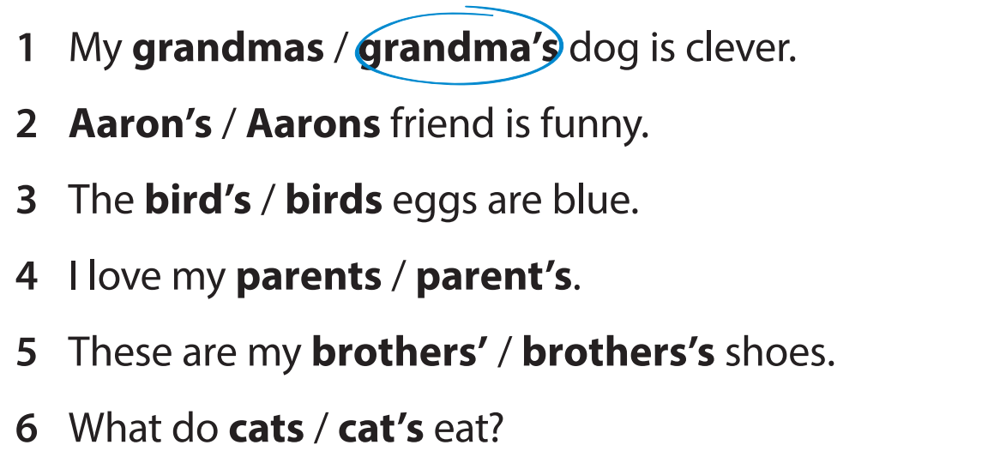 1 My grandmas / grandma’s dog is clever.
2 Aaron’s / Aarons friend is funny.
3 The bird’s / birds eggs are blue.
4 I love my parents / parent’s.
5 These are my brothers’ / brothers’s shoes.
6 What do cats / cat’s eat?